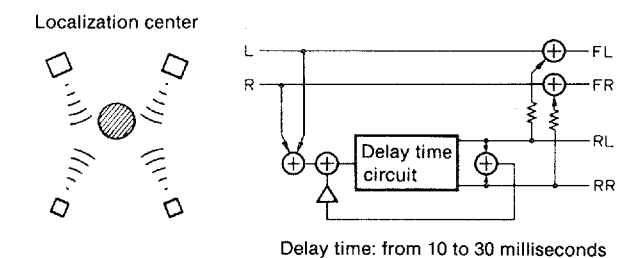 Localization center
L
R
FL
FR
RL
RR
Delay time
circuit
Delay time: from 10 to 30 milliseconds